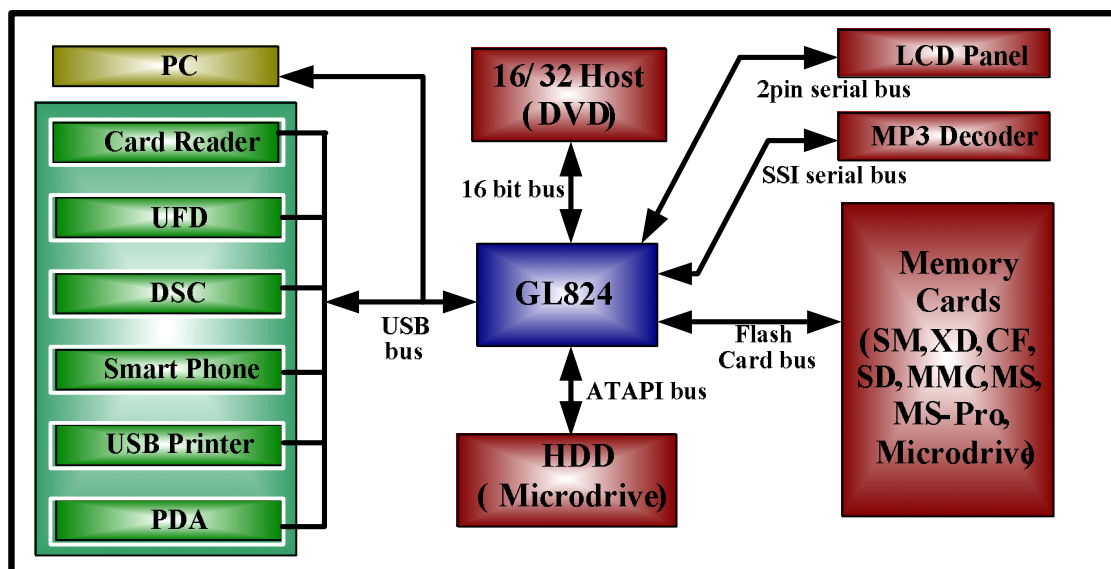 PC
Card Reader
UFD
DSC
Smart Phone
USB Printer
PDA
USB
bus
16/32 Host
(DVD)
16 bit bus
GL824
ATAPI bus
HDD
(Microdrive)
LCD Panel
2pin serial bus
MP3 Decoder
SSI serial bus
Flash
Card bus
Memory
Cards
(SM,XD,CF,
SD,MMC,MS,
MS-Pro,
Microdrive)